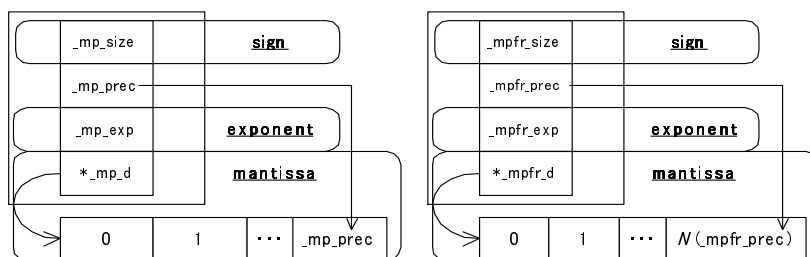 _mp_size sign
_mp_prec
_mp_exp exponent
*_mp_d mantissa
0 1 ··· _mp_prec
_mpfr_size sign
_mpfr_prec
_mpfr_exp exponent
*_mpfr_d mantissa
0 1 ··· N(_mpfr_prec)